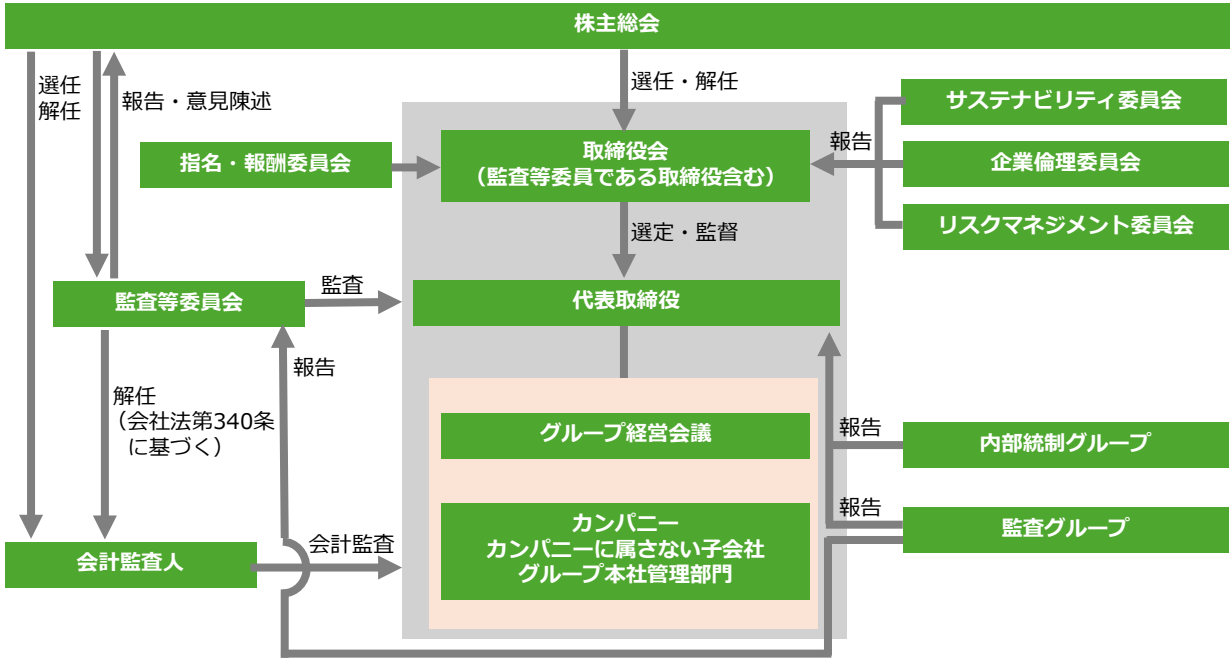 株主総会
選任
解任
報告・意見陳述
選任・解任
サステナビリティ委員会
指名・報酬委員会
取締役会
（監査等委員である取締役含む）
報告
企業倫理委員会
リスクマネジメント委員会
選定・監督
監査等委員会
監査
代表取締役
報告
解任
（会社法第340条
に基づく）
グループ経営会議
報告
内部統制グループ
カンパニー
カンパニーに属さない子会社
グループ本社管理部門
報告
監査グループ
会計監査人
会計監査